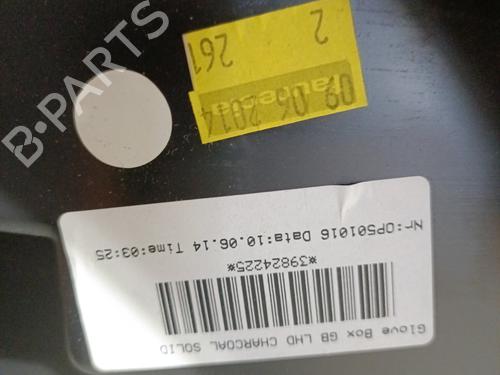 B-PARTS
2
261
autneca
09 06 2014
Glove Box GB LHD CHARCOAL SOLID
*39824225*
Nr:OP501016 Data:10.06.14 Time:03:25